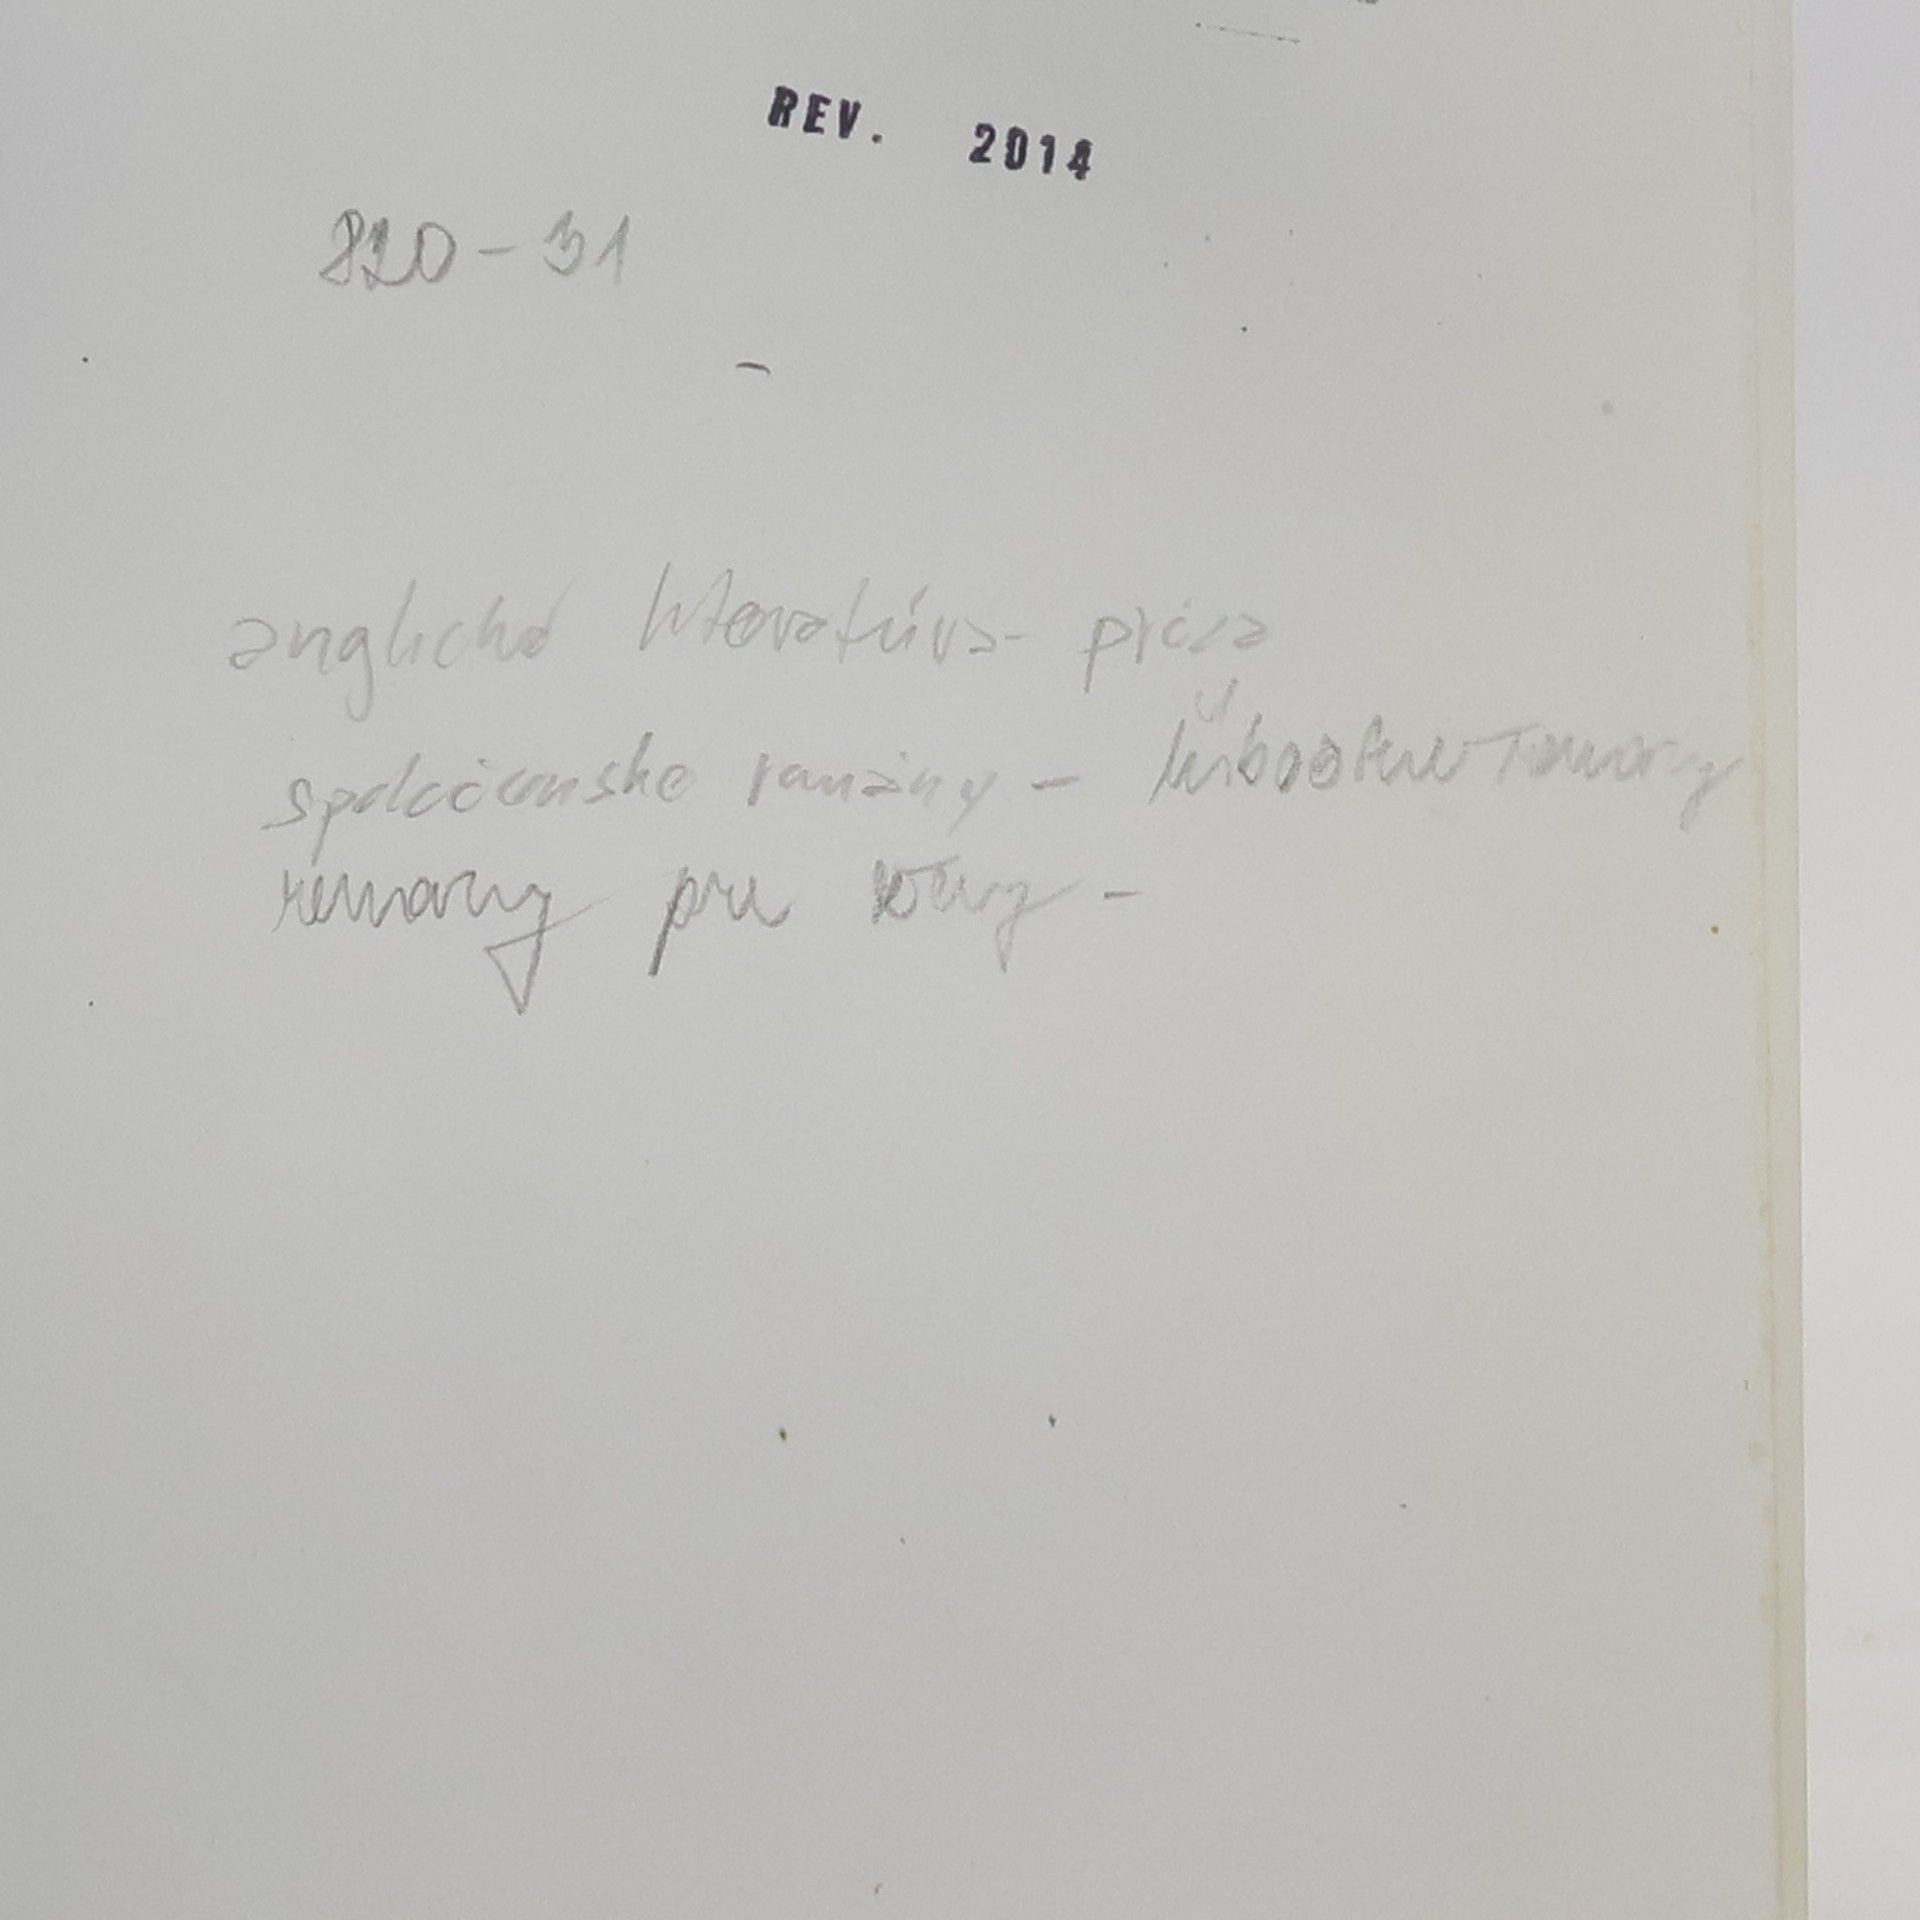 REV. 2014
820-31
anglická literatúra - próza
spoločenské romány - ľúbostné romány
romány pre ženy -